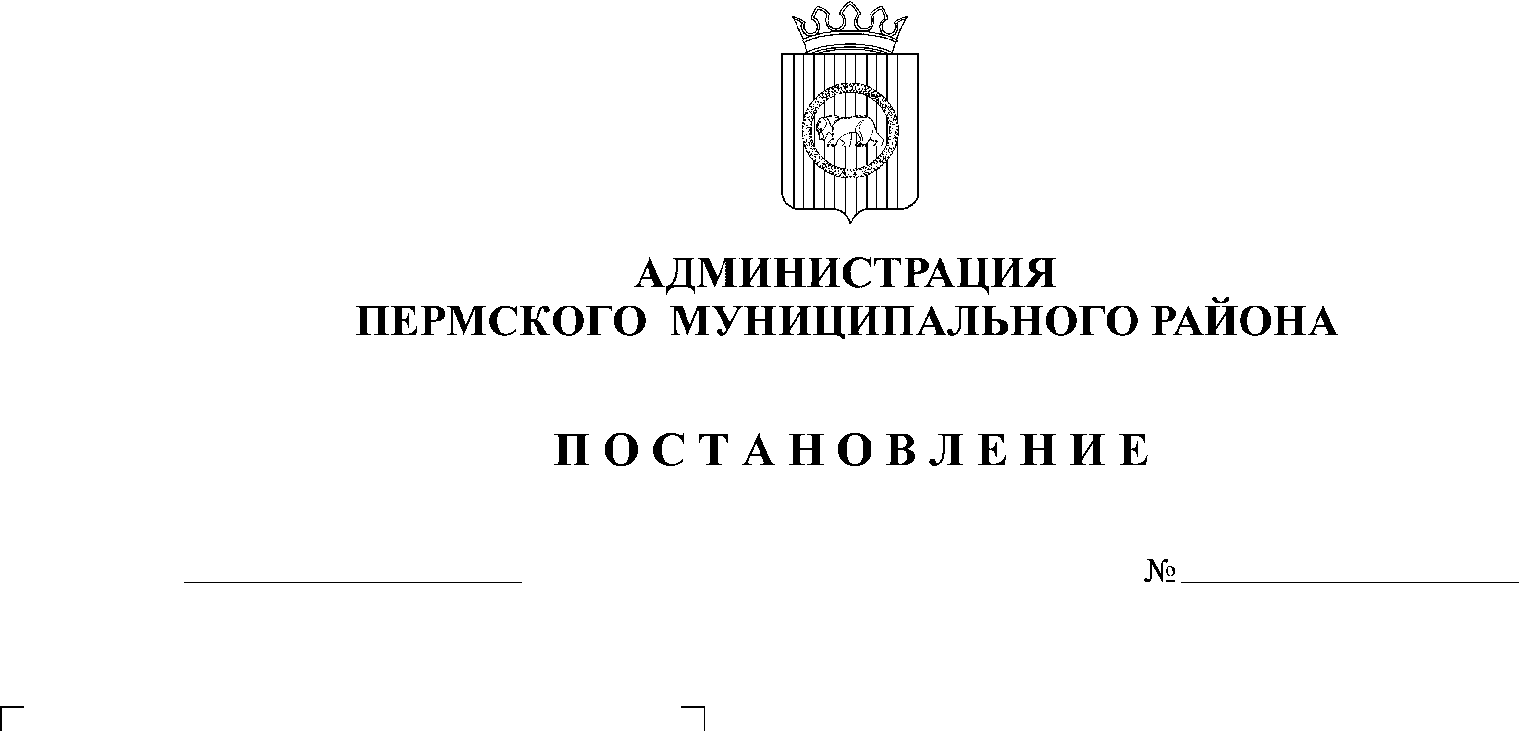 АДМИНИСТРАЦИЯ
ПЕРМСКОГО МУНИЦИПАЛЬНОГО РАЙОНА
П О С Т А Н О В Л Е Н И Е
№